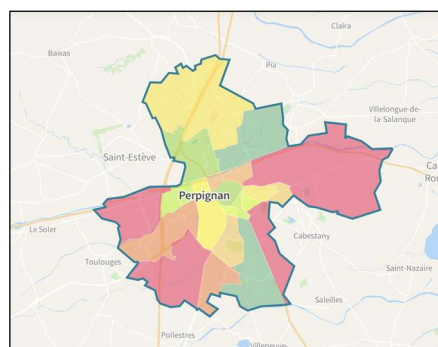 Claira
Baixas
Pia
Villelongue-de-
la-Salanque
Saint-Estève
Perpignan
Le Soler
Cabestany
Toulouges
Saint-Nazaire
Saleilles
Pollestres